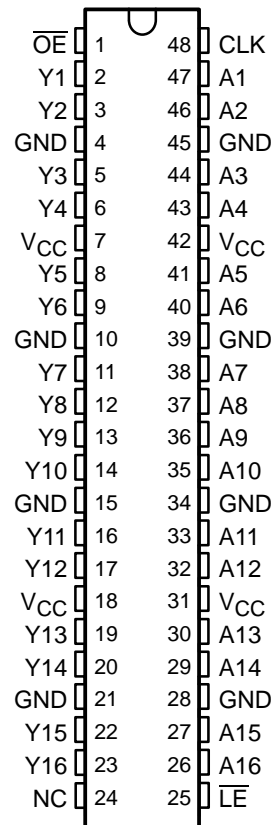 O̅E̅ 1 48 CLK
Y1 2 47 A1
Y2 3 46 A2
GND 4 45 GND
Y3 5 44 A3
Y4 6 43 A4
VCC 7 42 VCC
Y5 8 41 A5
Y6 9 40 A6
GND 10 39 GND
Y7 11 38 A7
Y8 12 37 A8
Y9 13 36 A9
Y10 14 35 A10
GND 15 34 GND
Y11 16 33 A11
Y12 17 32 A12
VCC 18 31 VCC
Y13 19 30 A13
Y14 20 29 A14
GND 21 28 GND
Y15 22 27 A15
Y16 23 26 A16
NC 24 25 L̅E̅